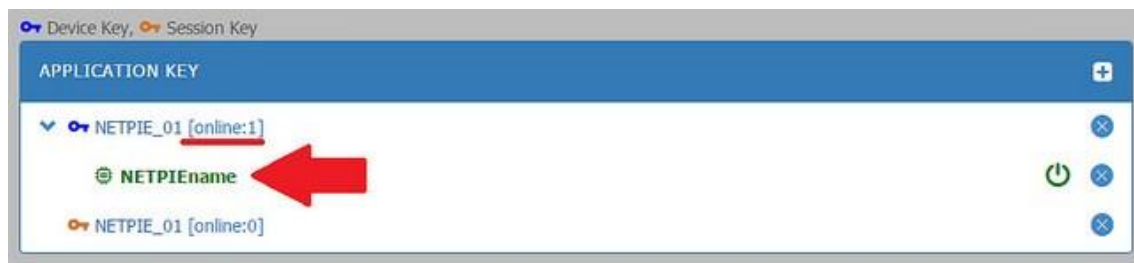 Device Key, Session Key
APPLICATION KEY
NETPIE_01 [online:1]
NETPIEname
NETPIE_01 [online:0]